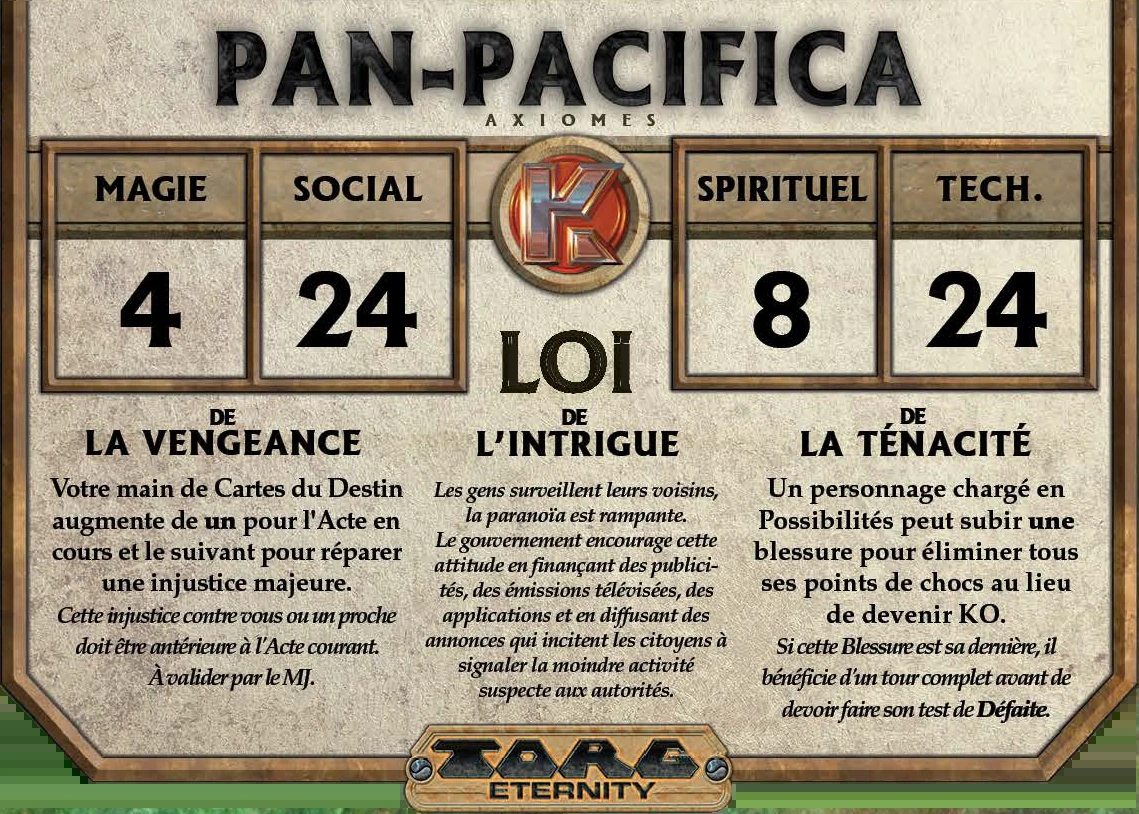 PAN-PACIFICA
AXIOMES
MAGIE
SOCIAL
SPIRITUEL
TECH.
K
4
24
8
24
LOI
DE
LA VENGEANCE
Votre main de Cartes du Destin
augmente de un pour l'Acte en
cours et le suivant pour réparer
une injustice majeure.
Cette injustice contre vous ou un proche
doit être antérieure à l'Acte courant.
À valider par le MJ.
DE
L'INTRIGUE
Les gens surveillent leurs voisins,
la paranoïa est rampante.
Le gouvernement encourage cette
attitude en finançant des publici-
tés, des émissions télévisées, des
applications et en diffusant des
annonces qui incitent les citoyens à
signaler la moindre activité
suspecte aux autorités.
DE
LA TÉNACITÉ
Un personnage chargé en
Possibilités peut subir une
blessure pour éliminer tous
ses points de chocs au lieu
de devenir KO.
Si cette Blessure est sa dernière, il
bénéficie d'un tour complet avant de
devoir faire son test de Défaite.
TORG
ETERNITY